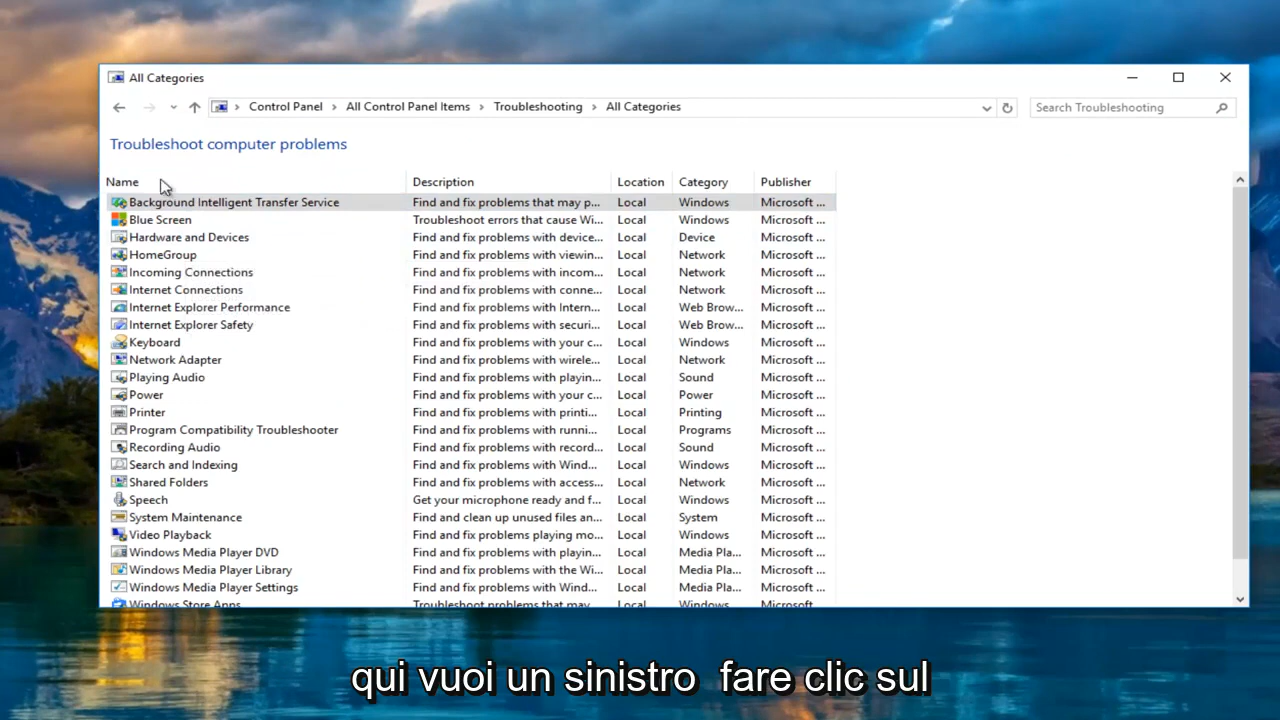 All Categories
Control Panel > All Control Panel Items > Troubleshooting > All Categories
Search Troubleshooting
Troubleshoot computer problems
Name Description Location Category Publisher
Background Intelligent Transfer Service Find and fix problems that may p... Local Windows Microsoft ...
Blue Screen Troubleshoot errors that cause Wi... Local Windows Microsoft ...
Hardware and Devices Find and fix problems with device... Local Device Microsoft ...
HomeGroup Find and fix problems with viewin... Local Network Microsoft ...
Incoming Connections Find and fix problems with incom... Local Network Microsoft ...
Internet Connections Find and fix problems with conne... Local Network Microsoft ...
Internet Explorer Performance Find and fix problems with Intern... Local Web Brow... Microsoft ...
Internet Explorer Safety Find and fix problems with securi... Local Web Brow... Microsoft ...
Keyboard Find and fix problems with your c... Local Windows Microsoft ...
Network Adapter Find and fix problems with wirele... Local Network Microsoft ...
Playing Audio Find and fix problems with playin... Local Sound Microsoft ...
Power Find and fix problems with your c... Local Power Microsoft ...
Printer Find and fix problems with printi... Local Printing Microsoft ...
Program Compatibility Troubleshooter Find and fix problems with runni... Local Programs Microsoft ...
Recording Audio Find and fix problems with record... Local Sound Microsoft ...
Search and Indexing Find and fix problems with Wind... Local Windows Microsoft ...
Shared Folders Find and fix problems with access... Local Network Microsoft ...
Speech Get your microphone ready and f... Local Windows Microsoft ...
System Maintenance Find and clean up unused files an... Local System Microsoft ...
Video Playback Find and fix problems playing mo... Local Windows Microsoft ...
Windows Media Player DVD Find and fix problems with playin... Local Media Pla... Microsoft ...
Windows Media Player Library Find and fix problems with the Wi... Local Media Pla... Microsoft ...
Windows Media Player Settings Find and fix problems with Wind... Local Media Pla... Microsoft ...
Windows Store Apps Troubleshoot problems that may Local Windows Microsoft
qui vuoi un sinistro fare clic sul